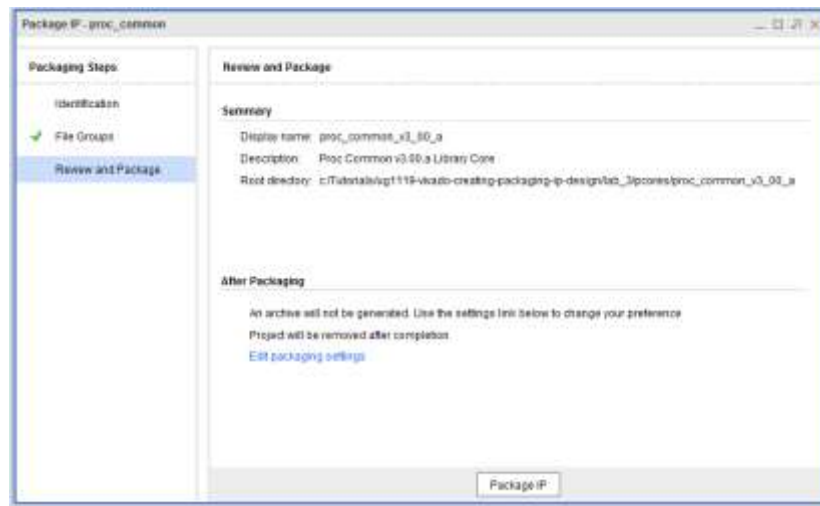 Package IP - proc_common
Packaging Steps
Identification
File Groups
Review and Package
Review and Package
Summary
Display name: proc_common_v3_00_a
Description: Proc Common v3.00.a Library Core
Root directory: c:/Tutorials/ug1119-vivado-creating-packaging-ip-design/lab_3/pcores/proc_common_v3_00_a
After Packaging
An archive will not be generated. Use the settings link below to change your preference
Project will be removed after completion
Edit packaging settings
Package IP